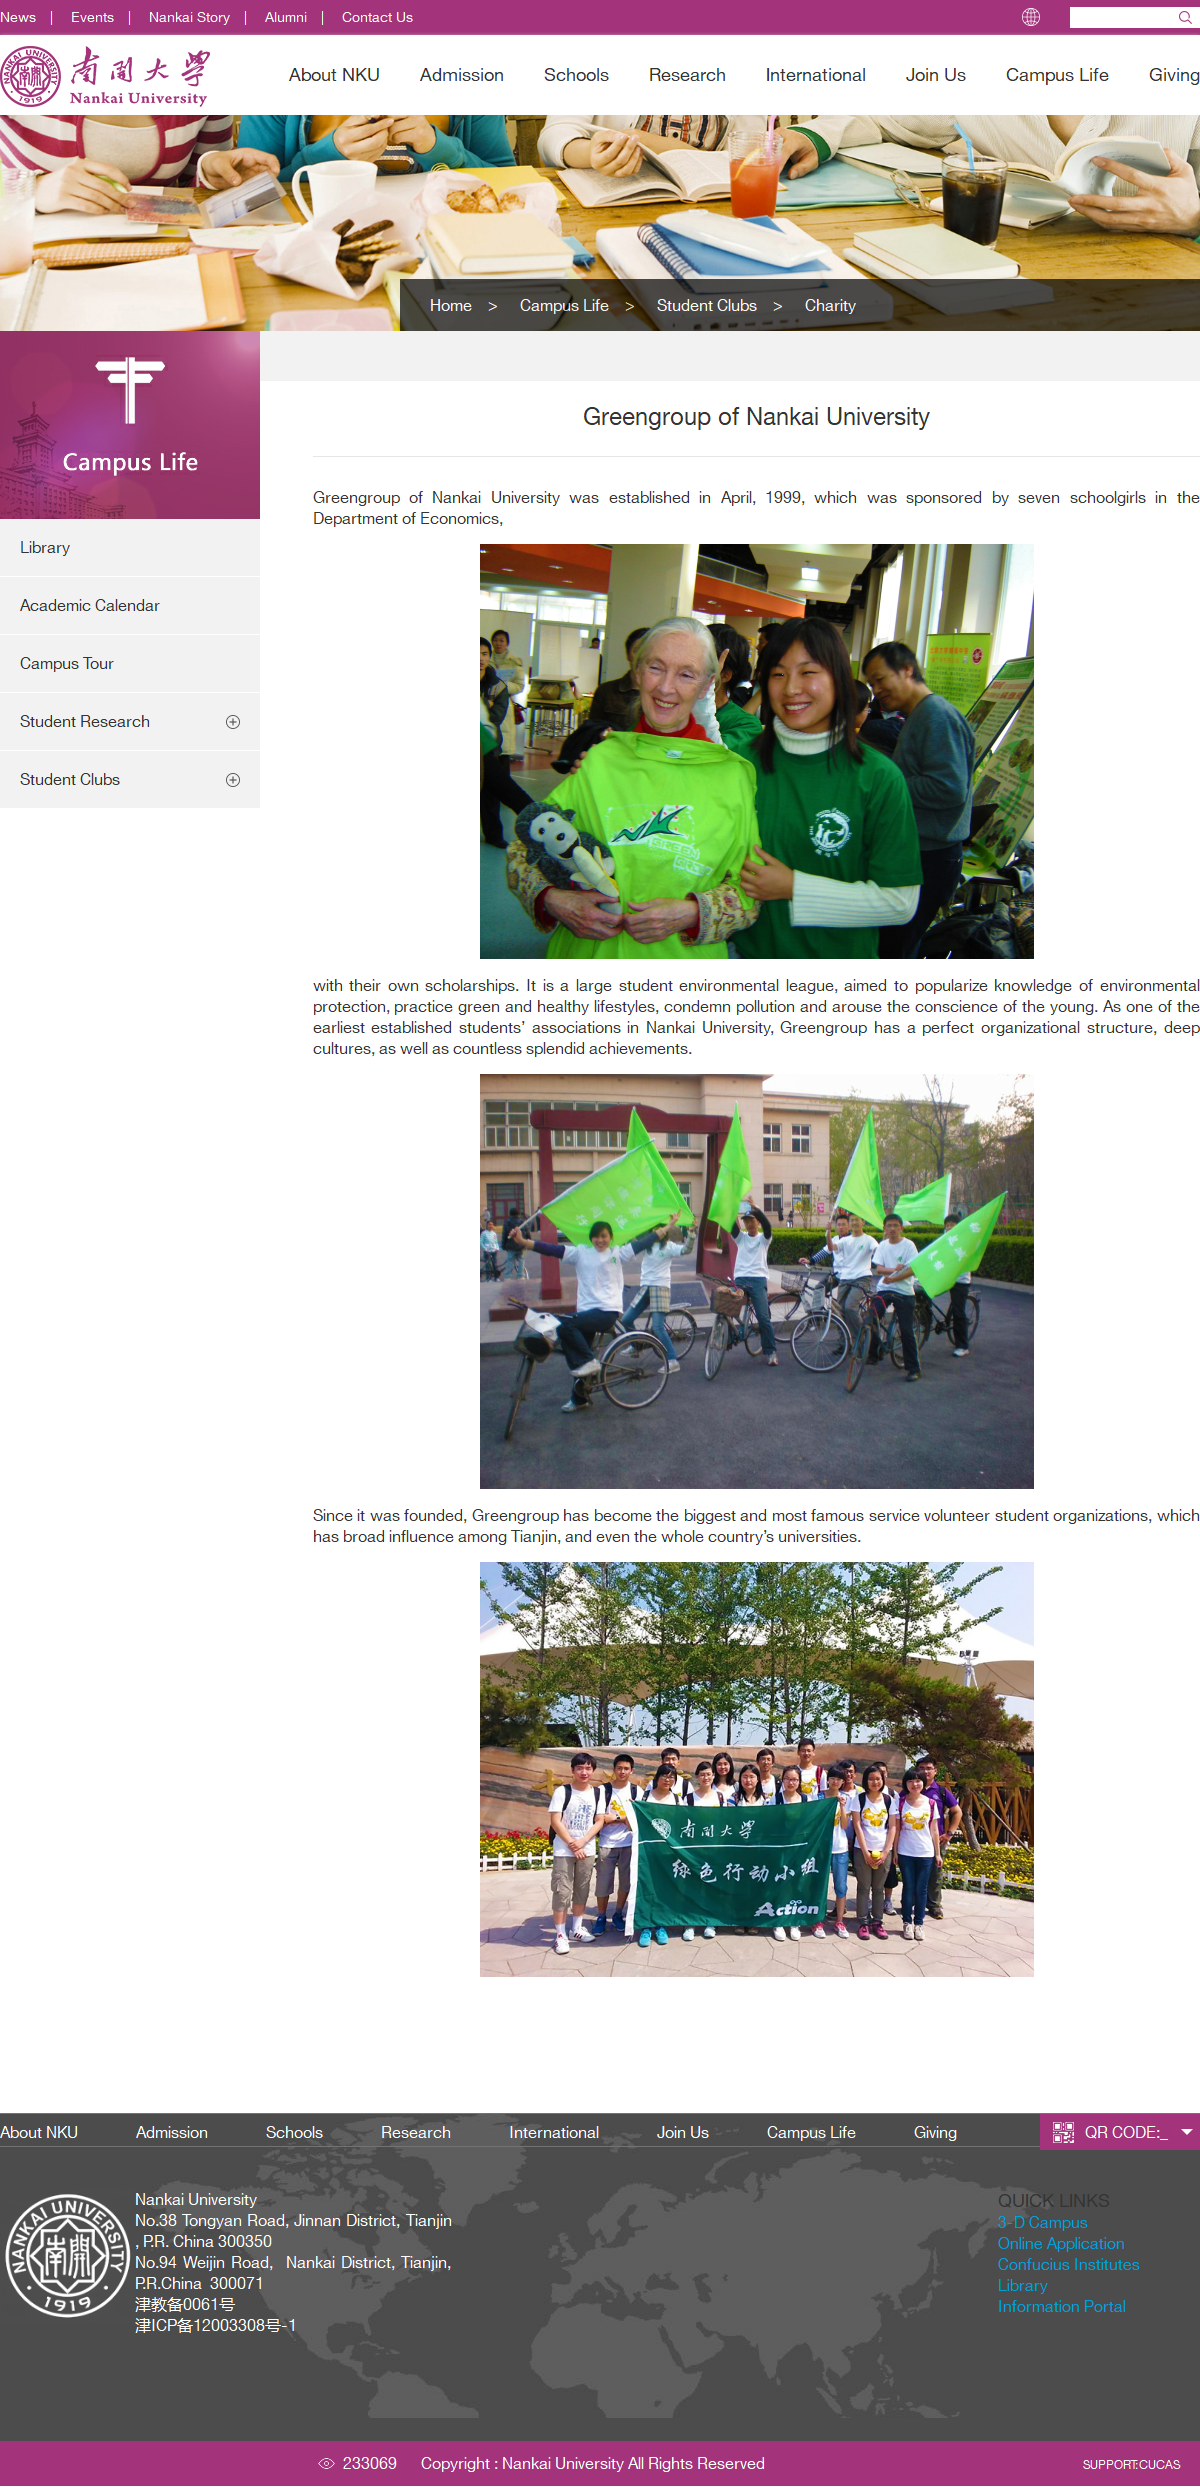 News | Events | Nankai Story | Alumni | Contact Us
NANKAI UNIVERSITY
1919
南開大學
Nankai University
About NKU Admission Schools Research International Join Us Campus Life Giving
Home > Campus Life > Student Clubs > Charity
Campus Life
Library
Academic Calendar
Campus Tour
Student Research
Student Clubs
Greengroup of Nankai University
Greengroup of Nankai University was established in April, 1999, which was sponsored by seven schoolgirls in the
Department of Economics,
GREEN
with their own scholarships. It is a large student environmental league, aimed to popularize knowledge of environmental
protection, practice green and healthy lifestyles, condemn pollution and arouse the conscience of the young. As one of the
earliest established students’ associations in Nankai University, Greengroup has a perfect organizational structure, deep
cultures, as well as countless splendid achievements.
Since it was founded, Greengroup has become the biggest and most famous service volunteer student organizations, which
has broad influence among Tianjin, and even the whole country’s universities.
南開大學
绿色行动小组
Action
About NKU Admission Schools Research International Join Us Campus Life Giving QR CODE:_
NANKAI UNIVERSITY
南開
1919
Nankai University
No.38 Tongyan Road, Jinnan District, Tianjin
, P.R. China 300350
No.94 Weijin Road, Nankai District, Tianjin,
P.R.China 300071
津教备0061号
津ICP备12003308号-1
QUICK LINKS
3-D Campus
Online Application
Confucius Institutes
Library
Information Portal
233069 Copyright : Nankai University All Rights Reserved SUPPORT:CUCAS